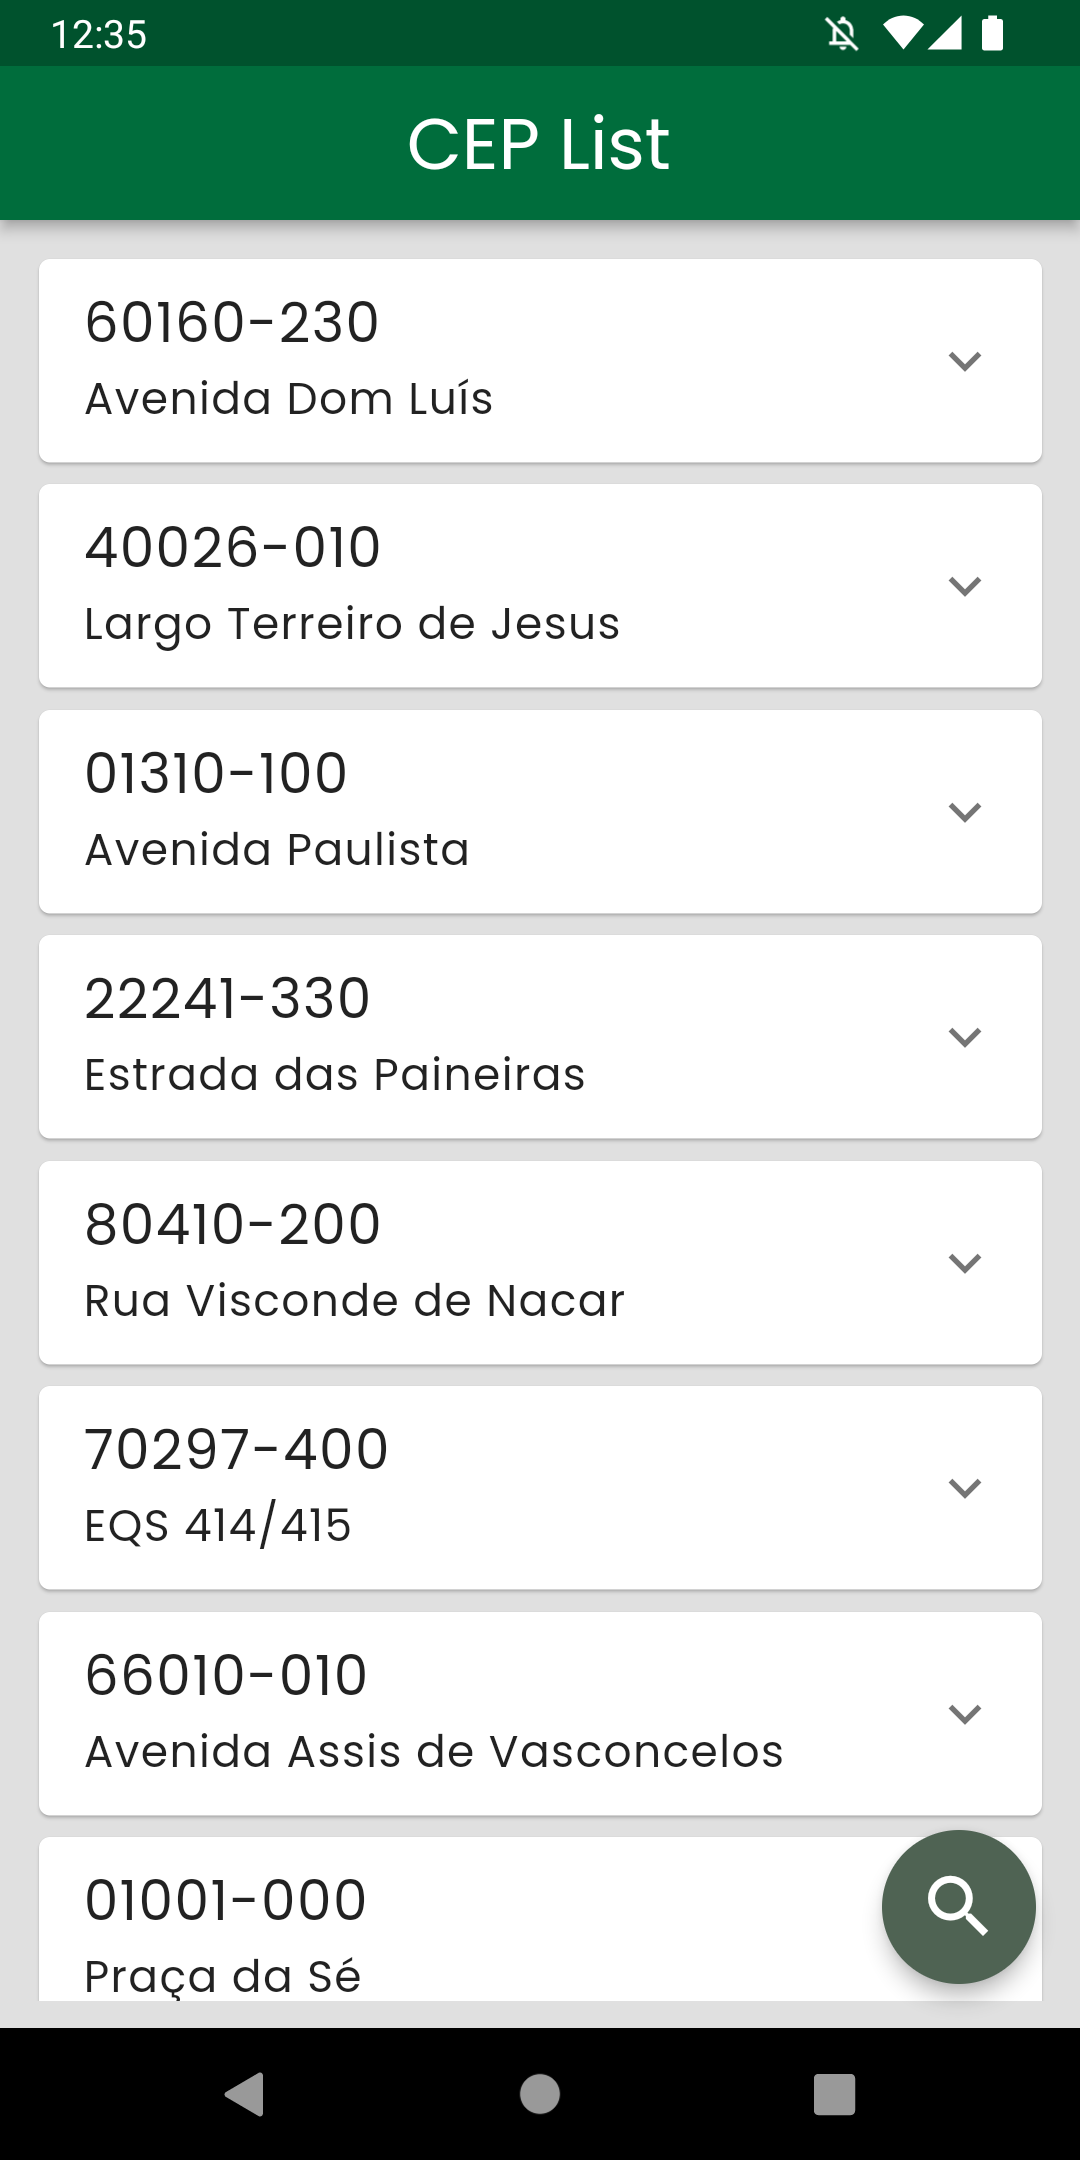 12:35
CEP List
60160-230
Avenida Dom Luís
40026-010
Largo Terreiro de Jesus
01310-100
Avenida Paulista
22241-330
Estrada das Paineiras
80410-200
Rua Visconde de Nacar
70297-400
EQS 414/415
66010-010
Avenida Assis de Vasconcelos
01001-000
Praça da Sé